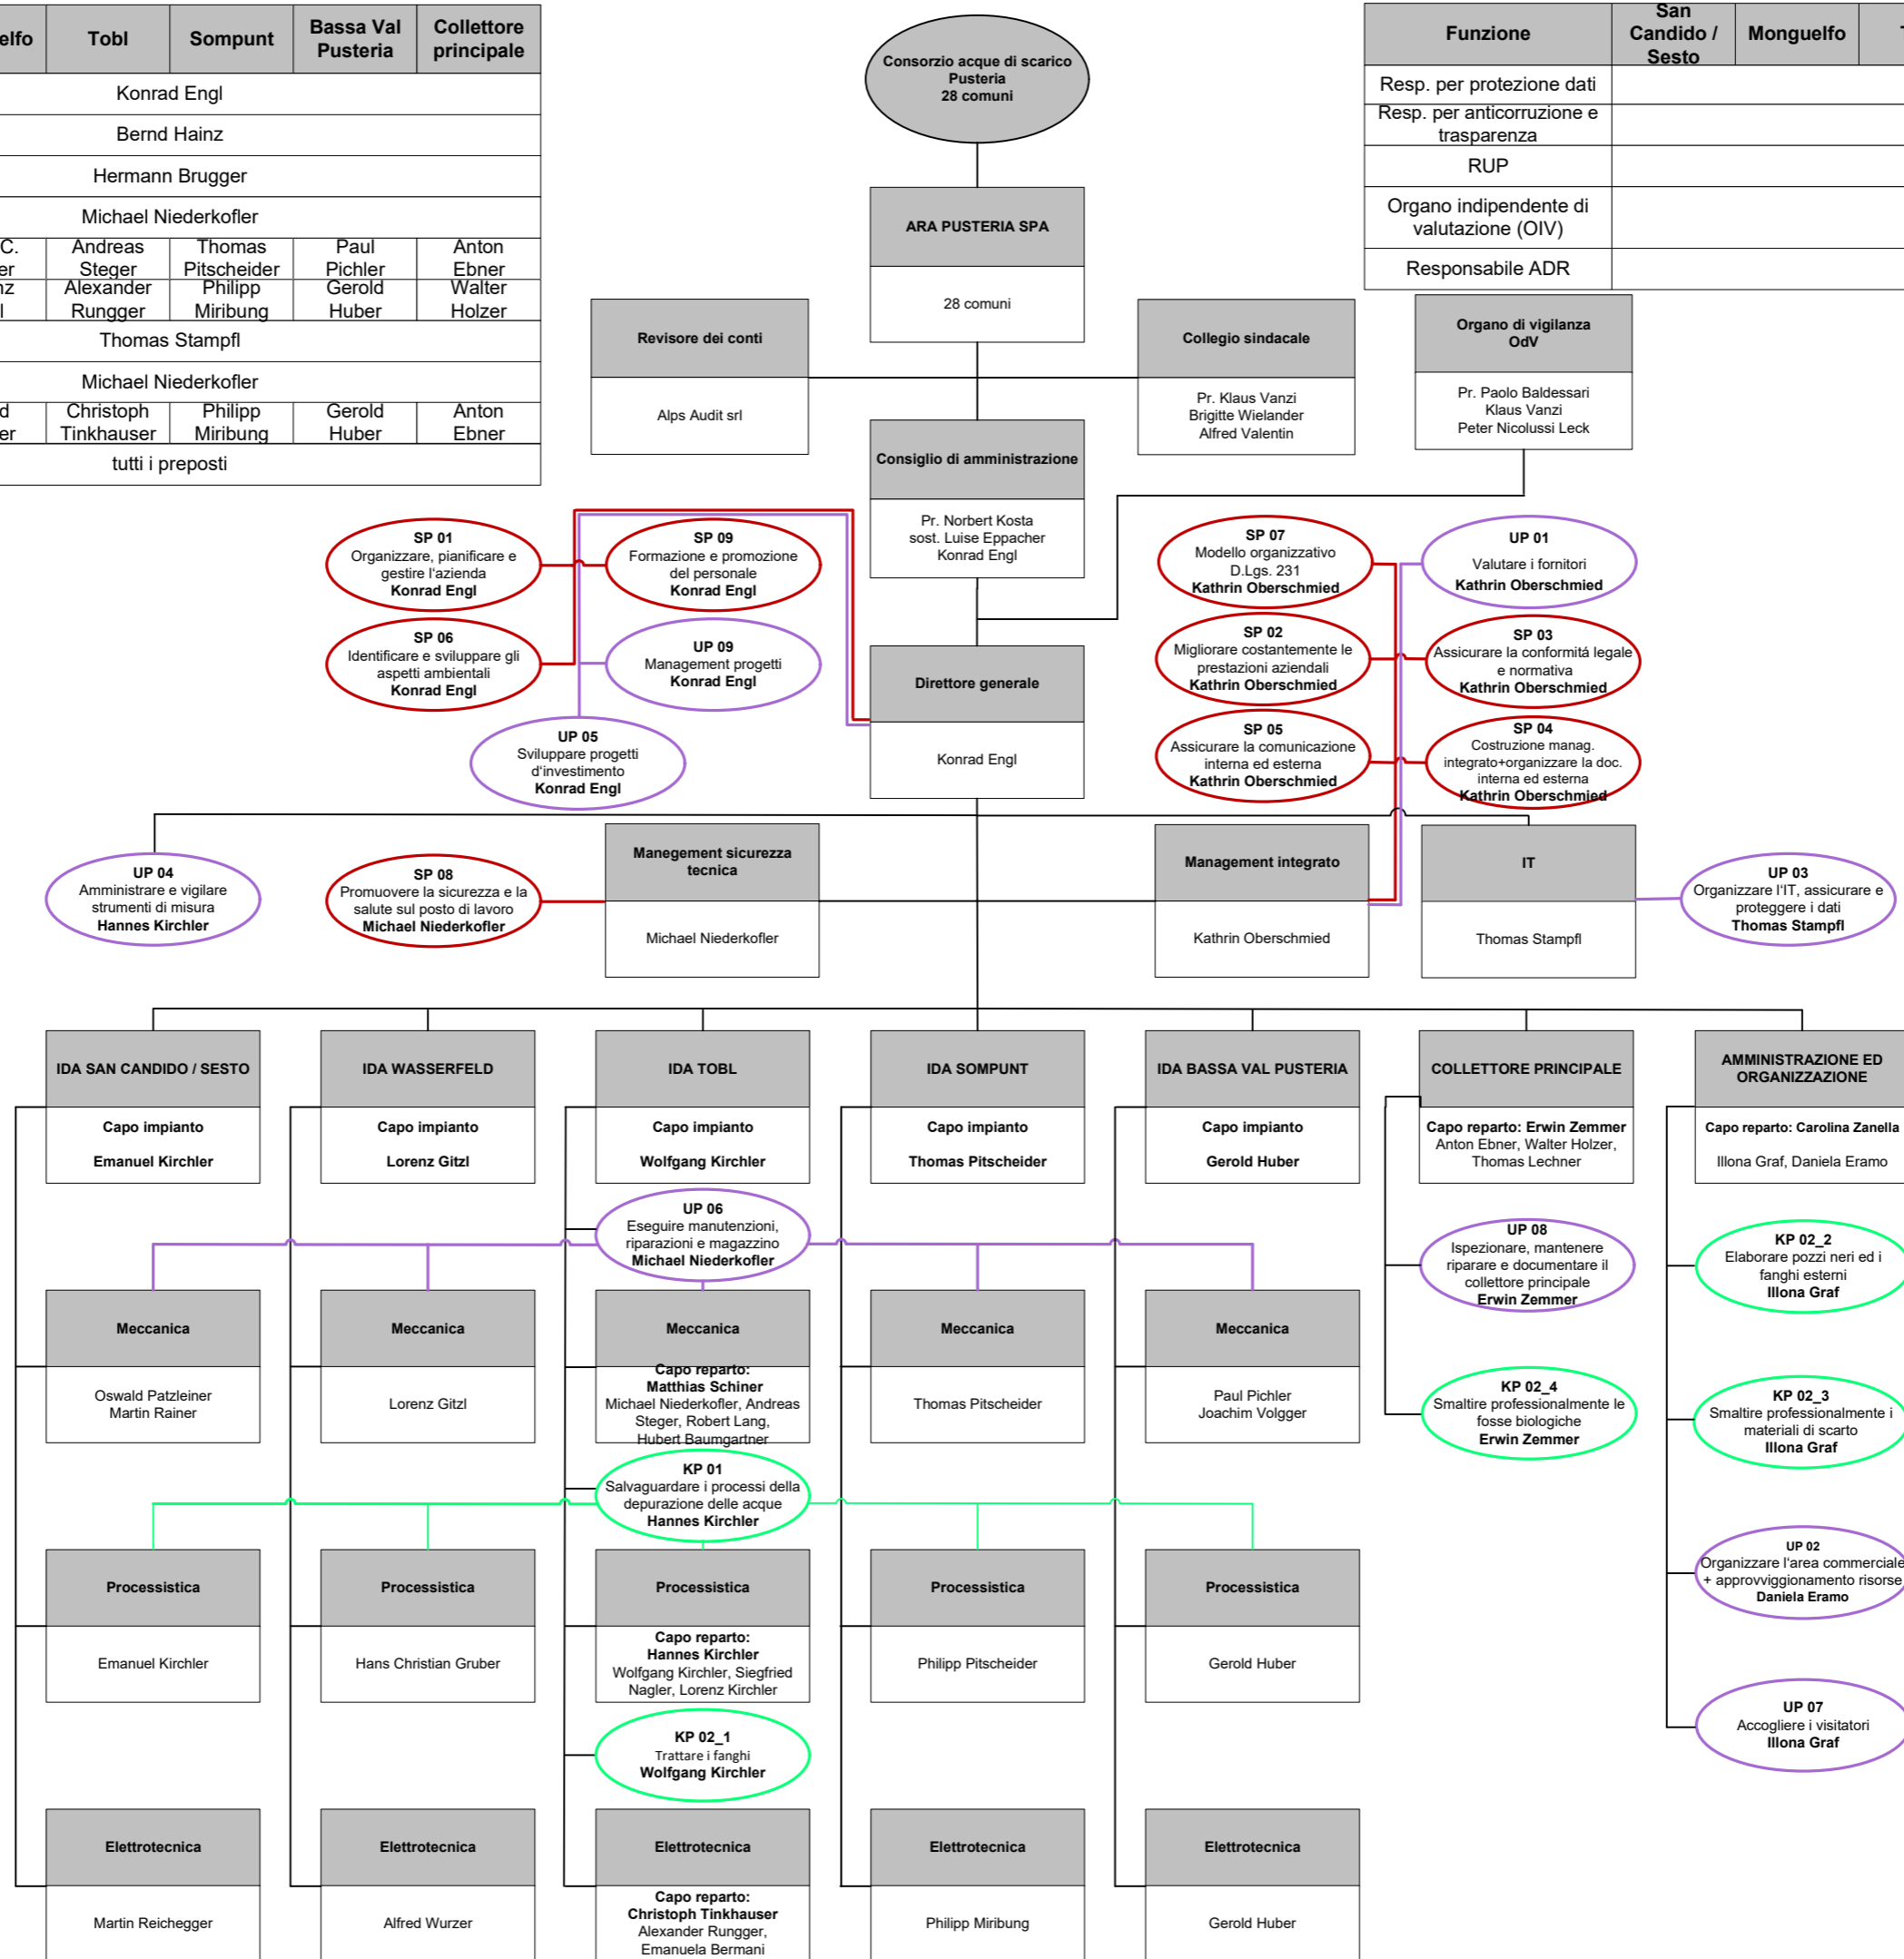 Tobl
Sompunt
Bassa Val
Pusteria
Collettore
principale
Konrad Engl
Bernd Hainz
Hermann Brugger
Michael Niederkofler
Andreas
Steger
Thomas
Pitscheider
Paul
Pichler
Anton
Ebner
Alexander
Rungger
Philipp
Miribung
Gerold
Huber
Walter
Holzer
Thomas Stampfl
Michael Niederkofler
Christoph
Tinkhauser
Philipp
Miribung
Gerold
Huber
Anton
Ebner
tutti i preposti
Consorzio acque di scarico
Pusteria
28 comuni
Funzione
San
Candido /
Sesto
Monguelfo
Resp. per protezione dati
Resp. per anticorruzione e
trasparenza
RUP
Organo indipendente di
valutazione (OIV)
Responsabile ADR
ARA PUSTERIA SPA
28 comuni
Revisore dei conti
Alps Audit srl
Collegio sindacale
Pr. Klaus Vanzi
Brigitte Wielander
Alfred Valentin
Organo di vigilanza
OdV
Pr. Paolo Baldessari
Klaus Vanzi
Peter Nicolussi Leck
Consiglio di amministrazione
Pr. Norbert Kosta
sost. Luise Eppacher
Konrad Engl
SP 01
Organizzare, pianificare e
gestire l'azienda
Konrad Engl
SP 09
Formazione e promozione
del personale
Konrad Engl
SP 06
Identificare e sviluppare gli
aspetti ambientali
Konrad Engl
UP 09
Management progetti
Konrad Engl
UP 05
Sviluppare progetti
d'investimento
Konrad Engl
Direttore generale
Konrad Engl
SP 07
Modello organizzativo
D.Lgs. 231
Kathrin Oberschmied
UP 01
Valutare i fornitori
Kathrin Oberschmied
SP 02
Migliorare costantemente le
prestazioni aziendali
Kathrin Oberschmied
SP 03
Assicurare la conformitá legale
e normativa
Kathrin Oberschmied
SP 05
Assicurare la comunicazione
interna ed esterna
Kathrin Oberschmied
SP 04
Costruzione manag.
integrato+organizzare la doc.
interna ed esterna
Kathrin Oberschmied
UP 04
Amministrare e vigilare
strumenti di misura
Hannes Kirchler
SP 08
Promuovere la sicurezza e la
salute sul posto di lavoro
Michael Niederkofler
Manegement sicurezza
tecnica
Michael Niederkofler
Management integrato
Kathrin Oberschmied
IT
Thomas Stampfl
UP 03
Organizzare l'IT, assicurare e
proteggere i dati
Thomas Stampfl
IDA SAN CANDIDO / SESTO
Capo impianto
Emanuel Kirchler
IDA WASSERFELD
Capo impianto
Lorenz Gitzl
IDA TOBL
Capo impianto
Wolfgang Kirchler
IDA SOMPUNT
Capo impianto
Thomas Pitscheider
IDA BASSA VAL PUSTERIA
Capo impianto
Gerold Huber
COLLETTORE PRINCIPALE
Capo reparto: Erwin Zemmer
Anton Ebner, Walter Holzer,
Thomas Lechner
AMMINISTRAZIONE ED
ORGANIZZAZIONE
Capo reparto: Carolina Zanella
Illona Graf, Daniela Eramo
UP 06
Eseguire manutenzioni,
riparazioni e magazzino
Michael Niederkofler
UP 08
Ispezionare, mantenere
riparare e documentare il
collettore principale
Erwin Zemmer
KP 02_2
Elaborare pozzi neri ed i
fanghi esterni
Illona Graf
Meccanica
Oswald Patzleiner
Martin Rainer
Meccanica
Lorenz Gitzl
Meccanica
Capo reparto:
Matthias Schiner
Michael Niederkofler, Andreas
Steger, Robert Lang,
Hubert Baumgartner
Meccanica
Thomas Pitscheider
Meccanica
Paul Pichler
Joachim Volgger
KP 02_4
Smaltire professionalmente le
fosse biologiche
Erwin Zemmer
KP 02_3
Smaltire professionalmente i
materiali di scarto
Illona Graf
KP 01
Salvaguardare i processi della
depurazione delle acque
Hannes Kirchler
Processistica
Emanuel Kirchler
Processistica
Hans Christian Gruber
Processistica
Capo reparto:
Hannes Kirchler
Wolfgang Kirchler, Siegfried
Nagler, Lorenz Kirchler
Processistica
Philipp Pitscheider
Processistica
Gerold Huber
UP 02
Organizzare l'area commerciale
+ approvviggionamento risorse
Daniela Eramo
KP 02_1
Trattare i fanghi
Wolfgang Kirchler
UP 07
Accogliere i visitatori
Illona Graf
Elettrotecnica
Martin Reichegger
Elettrotecnica
Alfred Wurzer
Elettrotecnica
Capo reparto:
Christoph Tinkhauser
Alexander Rungger,
Emanuela Bermani
Elettrotecnica
Philipp Miribung
Elettrotecnica
Gerold Huber